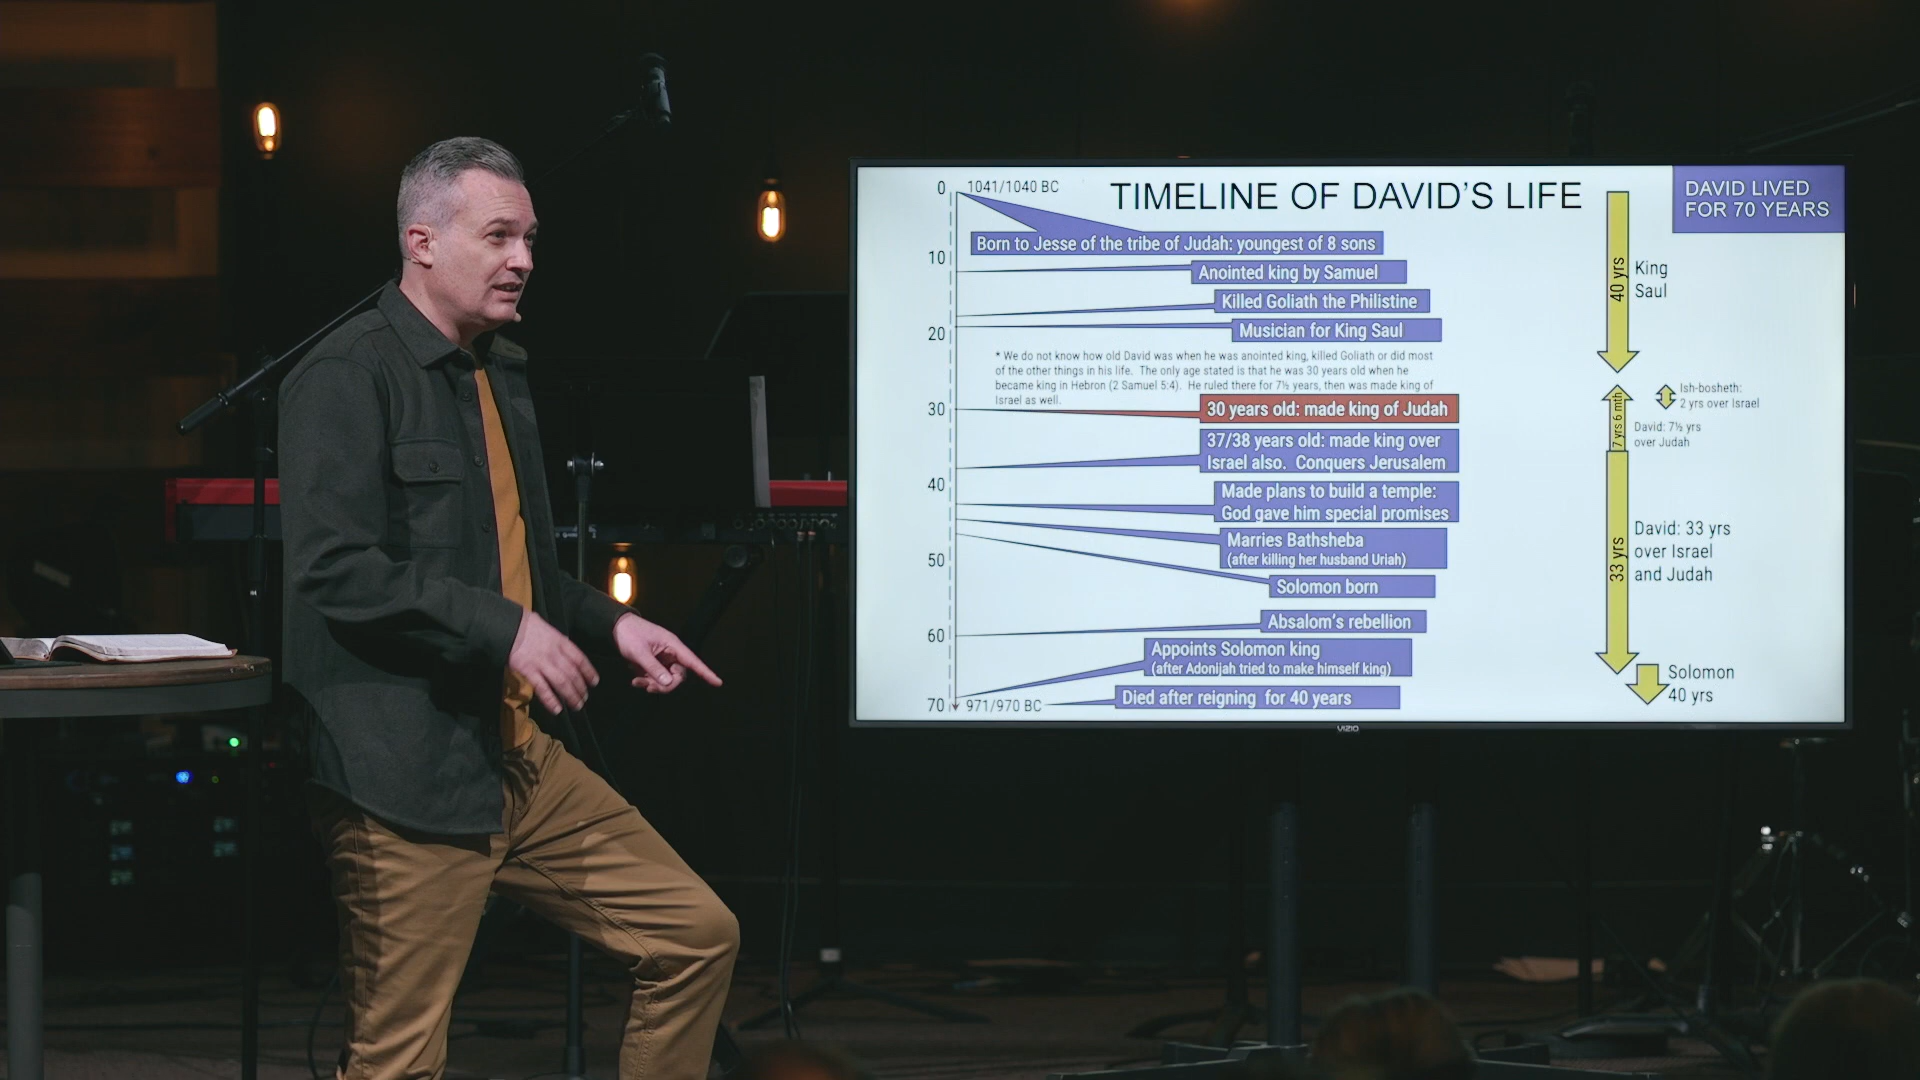 0
1041/1040 BC
TIMELINE OF DAVID'S LIFE
DAVID LIVED
FOR 70 YEARS
Born to Jesse of the tribe of Judah: youngest of 8 sons
10
Anointed king by Samuel
Killed Goliath the Philistine
20
Musician for King Saul
* We do not know how old David was when he was anointed king, killed Goliath or did most
of the other things in his life. The only age stated is that he was 30 years old when he
became king in Hebron (2 Samuel 5:4). He ruled there for 7½ years, then was made king of
Israel as well.
30
30 years old: made king of Judah
37/38 years old: made king over
Israel also. Conquers Jerusalem
40
Made plans to build a temple:
God gave him special promises
Marries Bathsheba
(after killing her husband Uriah)
50
Solomon born
Absalom's rebellion
60
Appoints Solomon king
(after Adonijah tried to make himself king)
70
971/970 BC
Died after reigning for 40 years
40 yrs
King
Saul
7 yrs 6 mth
Ish-bosheth:
2 yrs over Israel
David: 7½ yrs
over Judah
33 yrs
David: 33 yrs
over Israel
and Judah
Solomon
40 yrs
VIZIO